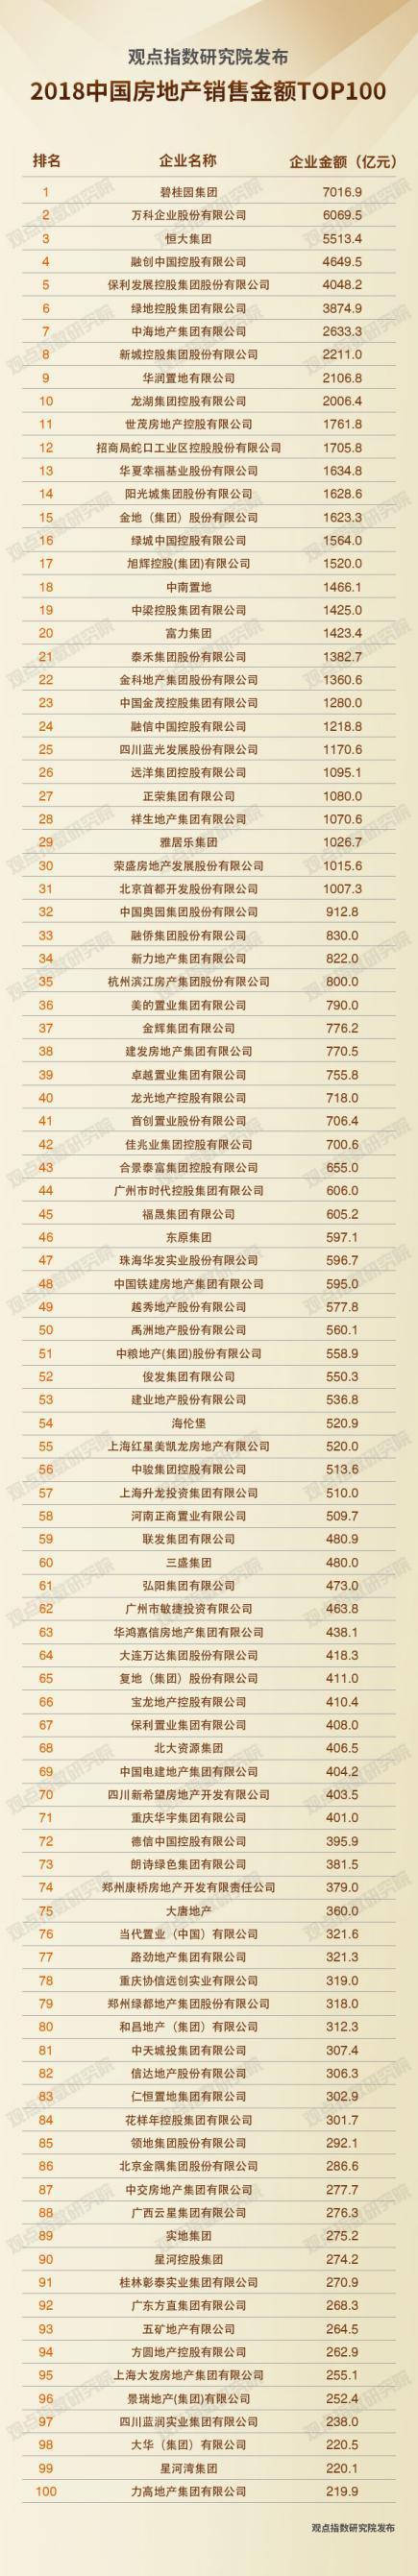 观点指数研究院发布
2018中国房地产销售金额TOP100
排名 企业名称 企业金额（亿元）
1 碧桂园集团 7016.9
2 万科企业股份有限公司 6069.5
3 恒大集团 5513.4
4 融创中国控股有限公司 4649.5
5 保利发展控股集团股份有限公司 4048.2
6 绿地控股集团有限公司 3874.9
7 中海地产集团有限公司 2633.3
8 新城控股集团股份有限公司 2211.0
9 华润置地有限公司 2106.8
10 龙湖集团控股有限公司 2006.4
11 世茂房地产控股有限公司 1761.8
12 招商局蛇口工业区控股股份有限公司 1705.8
13 华夏幸福基业股份有限公司 1634.8
14 阳光城集团股份有限公司 1628.6
15 金地（集团）股份有限公司 1623.3
16 绿城中国控股有限公司 1564.0
17 旭辉控股(集团)有限公司 1520.0
18 中南置地 1466.1
19 中梁控股集团有限公司 1425.0
20 富力集团 1423.4
21 泰禾集团股份有限公司 1382.7
22 金科地产集团股份有限公司 1360.6
23 中国金茂控股集团有限公司 1280.0
24 融信中国控股有限公司 1218.8
25 四川蓝光发展股份有限公司 1170.6
26 远洋集团控股有限公司 1095.1
27 正荣集团有限公司 1080.0
28 祥生地产集团有限公司 1070.6
29 雅居乐集团 1026.7
30 荣盛房地产发展股份有限公司 1015.6
31 北京首都开发股份有限公司 1007.3
32 中国奥园集团股份有限公司 912.8
33 融侨集团股份有限公司 830.0
34 新力地产集团有限公司 822.0
35 杭州滨江房产集团股份有限公司 800.0
36 美的置业集团有限公司 790.0
37 金辉集团有限公司 776.2
38 建发房地产集团有限公司 770.5
39 卓越置业集团有限公司 755.8
40 龙光地产控股有限公司 718.0
41 首创置业股份有限公司 706.4
42 佳兆业集团控股有限公司 700.6
43 合景泰富集团控股有限公司 655.0
44 广州市时代控股集团有限公司 606.0
45 福晟集团有限公司 605.2
46 东原集团 597.1
47 珠海华发实业股份有限公司 596.7
48 中国铁建房地产集团有限公司 595.0
49 越秀地产股份有限公司 577.8
50 禹洲地产股份有限公司 560.1
51 中粮地产(集团)股份有限公司 558.9
52 俊发集团有限公司 550.3
53 建业地产股份有限公司 536.8
54 海伦堡 520.9
55 上海红星美凯龙房地产有限公司 520.0
56 中骏集团控股有限公司 513.6
57 上海升龙投资集团有限公司 510.0
58 河南正商置业有限公司 509.7
59 联发集团有限公司 480.9
60 三盛集团 480.0
61 弘阳集团有限公司 473.0
62 广州市敏捷投资有限公司 463.8
63 华鸿嘉信房地产集团有限公司 438.1
64 大连万达集团股份有限公司 418.3
65 复地（集团）股份有限公司 411.0
66 宝龙地产控股有限公司 410.4
67 保利置业集团有限公司 408.0
68 北大资源集团 406.5
69 中国电建地产集团有限公司 404.2
70 四川新希望房地产开发有限公司 403.5
71 重庆华宇集团有限公司 401.0
72 德信中国控股有限公司 395.9
73 朗诗绿色集团有限公司 381.5
74 郑州康桥房地产开发有限责任公司 379.0
75 大唐地产 360.0
76 当代置业（中国）有限公司 321.6
77 路劲地产集团有限公司 321.3
78 重庆协信远创实业有限公司 319.0
79 郑州绿都地产集团股份有限公司 318.0
80 和昌地产（集团）有限公司 312.3
81 中天城投集团有限公司 307.4
82 信达地产股份有限公司 306.3
83 仁恒置地集团有限公司 302.9
84 花样年控股集团有限公司 301.7
85 领地集团股份有限公司 292.1
86 北京金隅集团股份有限公司 286.6
87 中交房地产集团有限公司 277.7
88 广西云星集团有限公司 276.3
89 实地集团 275.2
90 星河控股集团 274.2
91 桂林彰泰实业集团有限公司 270.9
92 广东方直集团有限公司 268.3
93 五矿地产有限公司 264.5
94 方圆地产控股有限公司 262.9
95 上海大发房地产集团有限公司 255.1
96 景瑞地产(集团)有限公司 252.4
97 四川蓝润实业集团有限公司 238.0
98 大华（集团）有限公司 220.5
99 星河湾集团 220.1
100 力高地产集团有限公司 219.9
观点指数研究院发布